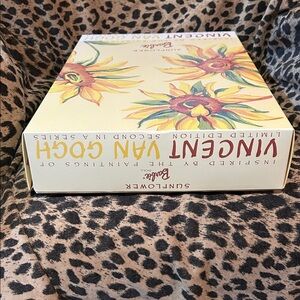 VINCENT VAN GOGH
SUNFLOWER
Barbie
INSPIRED BY THE PAINTINGS OF
VINCENT VAN GOGH
LIMITED EDITION SECOND IN A SERIES
Barbie
SUNFLOWER